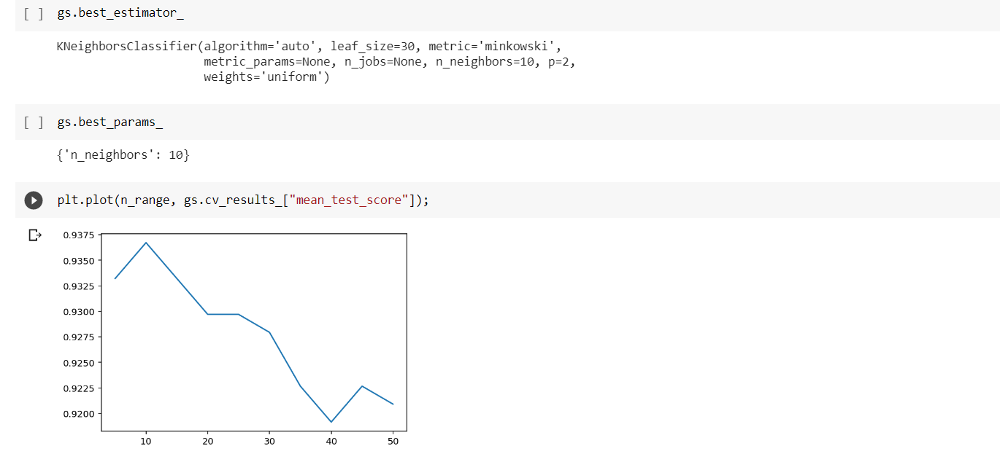 [ ] gs.best_estimator_
KNeighborsClassifier(algorithm='auto', leaf_size=30, metric='minkowski',
metric_params=None, n_jobs=None, n_neighbors=10, p=2,
weights='uniform')
[ ] gs.best_params_
{'n_neighbors': 10}
plt.plot(n_range, gs.cv_results_["mean_test_score"]);
0.9375
0.9350
0.9325
0.9300
0.9275
0.9250
0.9225
0.9200
10 20 30 40 50